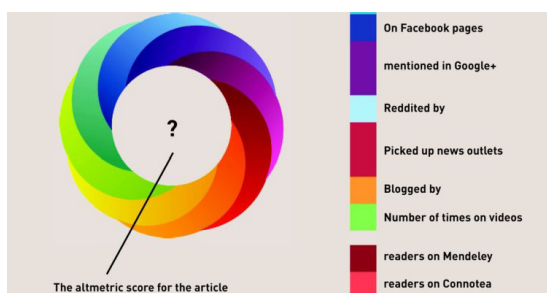 On Facebook pages
mentioned in Google+
Reddited by
?
Picked up news outlets
Blogged by
Number of times on videos
readers on Mendeley
The altmetric score for the article
readers on Connotea